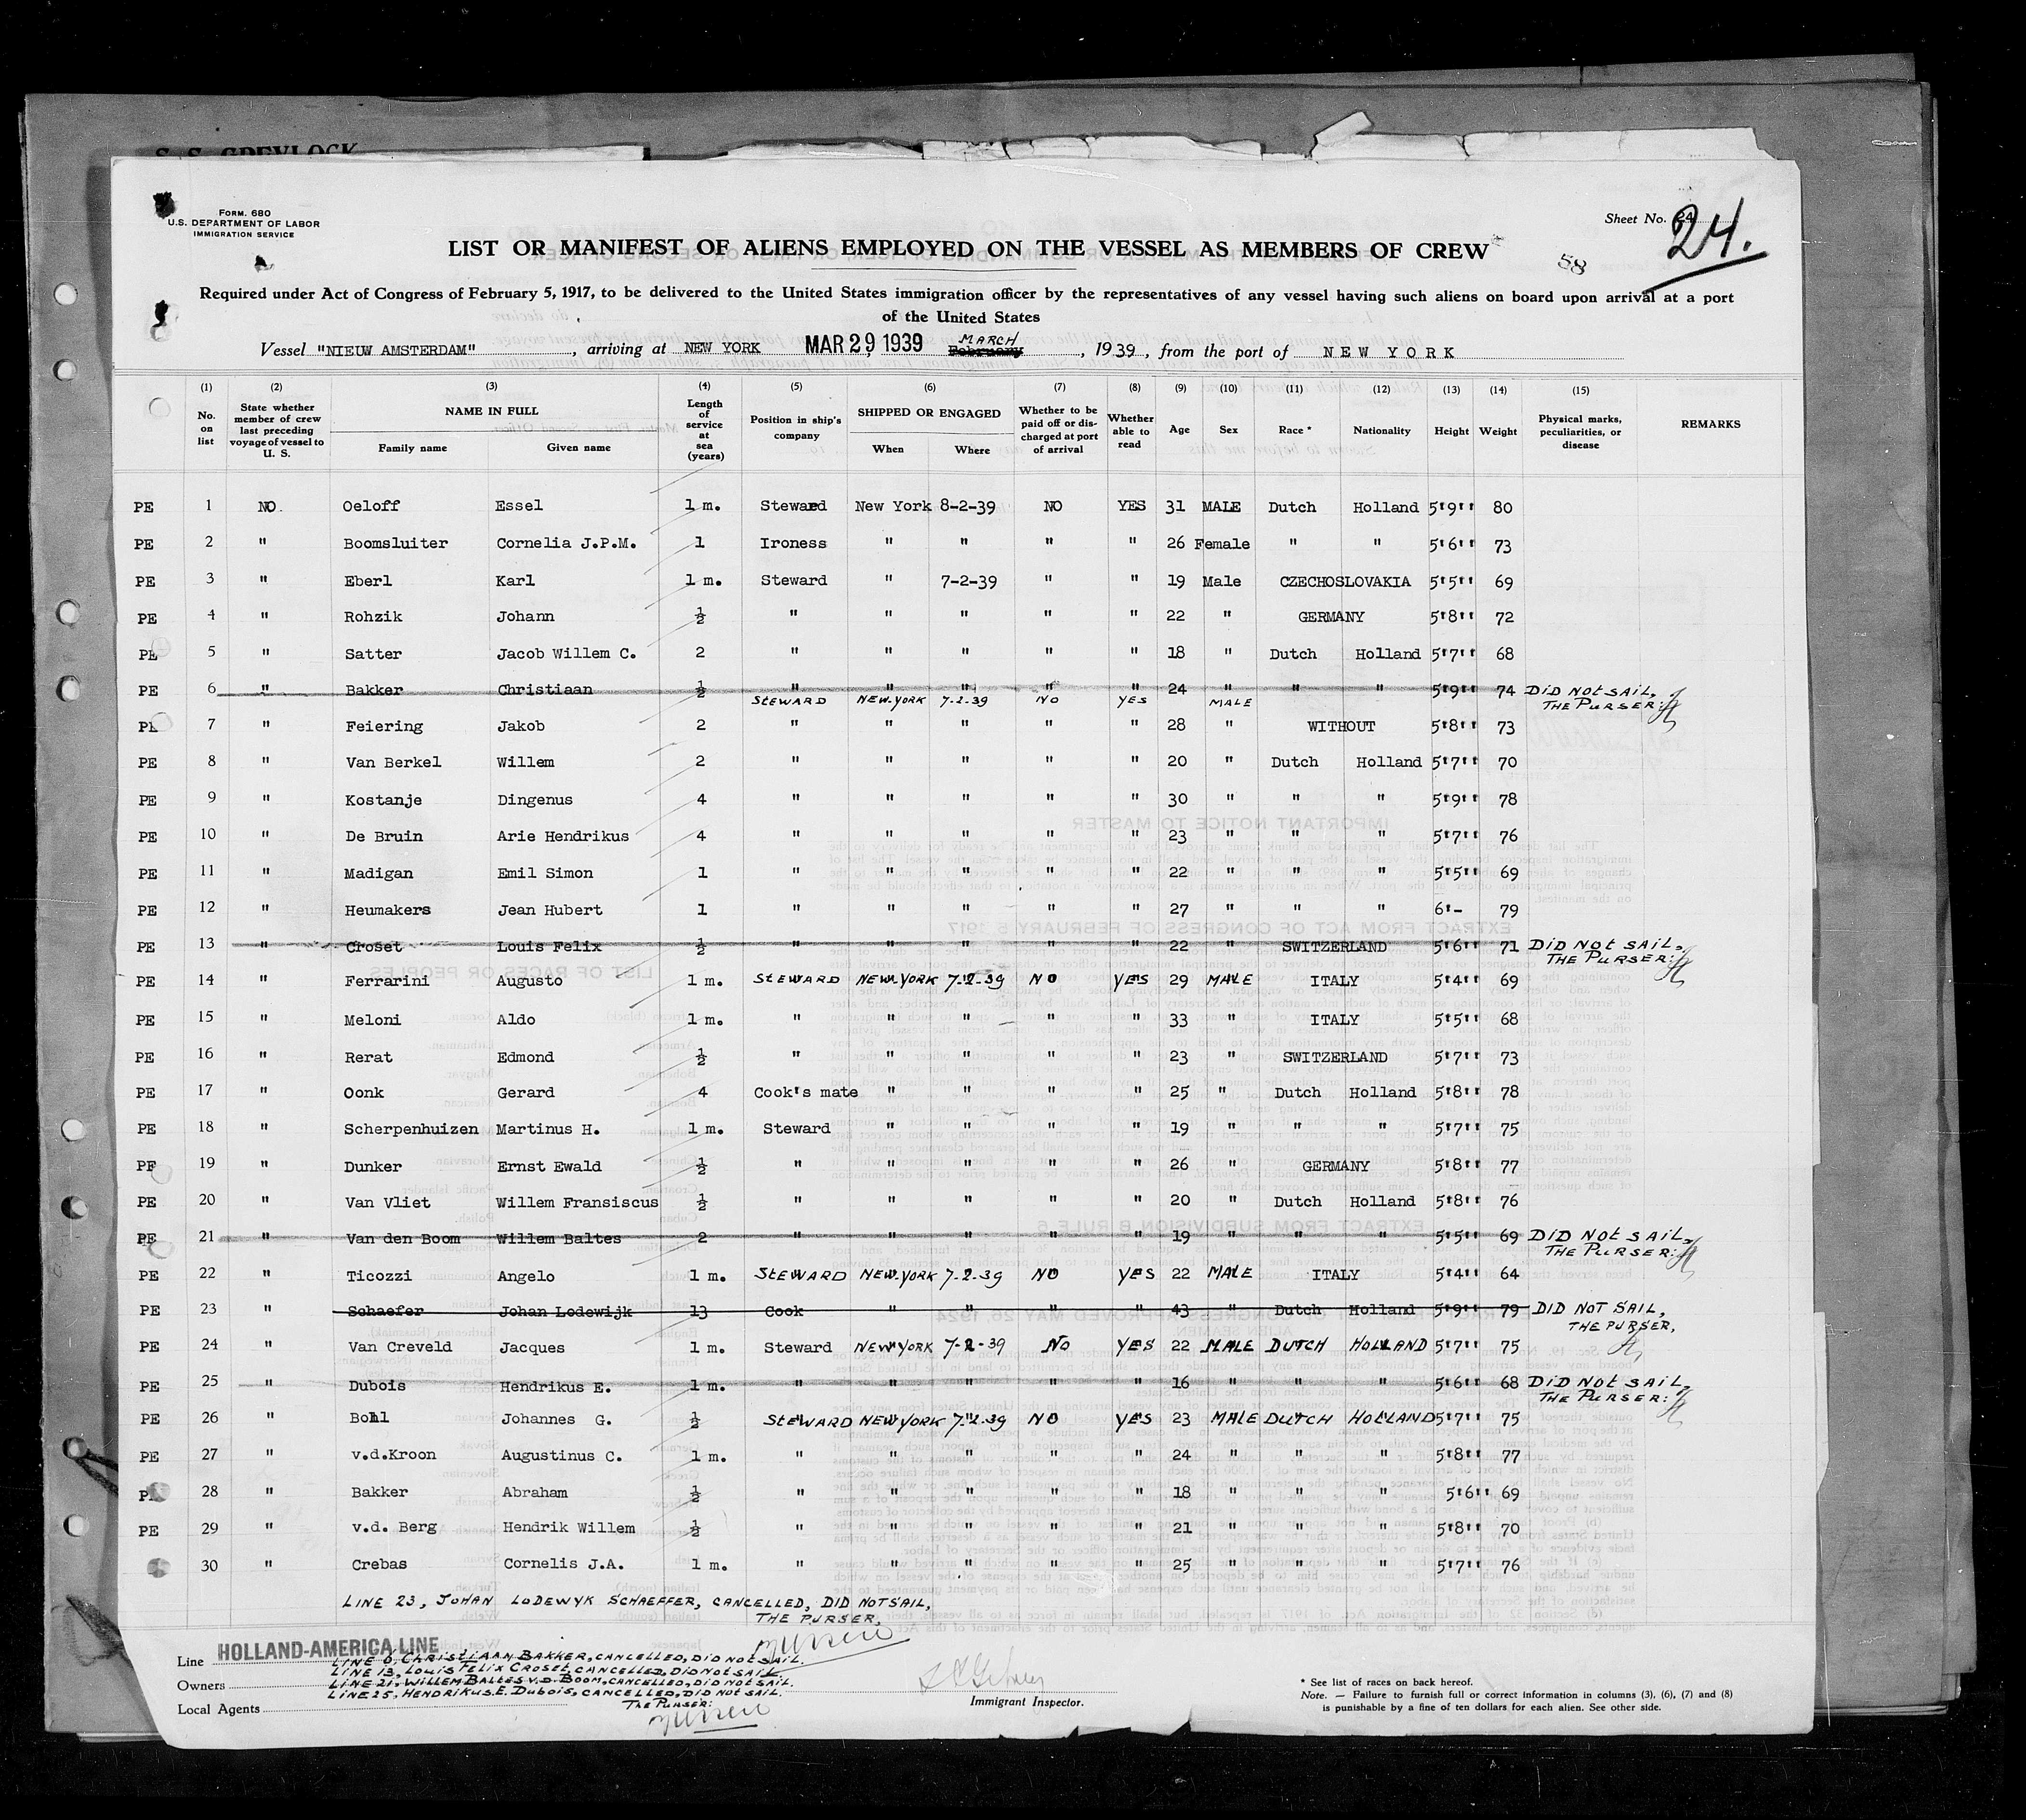 S. S. GREYLOCK
FORM. 680
U.S. DEPARTMENT OF LABOR
IMMIGRATION SERVICE
Sheet No. 24
24.
58
LIST OR MANIFEST OF ALIENS EMPLOYED ON THE VESSEL AS MEMBERS OF CREW
Required under Act of Congress of February 5, 1917, to be delivered to the United States immigration officer by the representatives of any vessel having such aliens on board upon arrival at a port
of the United States
Vessel "NIEUW AMSTERDAM", arriving at NEW YORK MAR 29 1939 February MARCH, 1939, from the port of NEW YORK
(1) (2) (3) (4) (5) (6) (7) (8) (9) (10) (11) (12) (13) (14) (15)
No. on list | State whether member of crew last preceding voyage of vessel to U. S. | NAME IN FULL Family name Given name | Length of service at sea (years) | Position in ship's company | SHIPPED OR ENGAGED When Where | Whether to be paid off or discharged at port of arrival | Whether able to read | Age | Sex | Race * | Nationality | Height | Weight | Physical marks, peculiarities, or disease | REMARKS
PE 1 NO. Oeloff Essel 1 m. Steward New York 8-2-39 NO YES 31 MALE Dutch Holland 5'9'' 80
PE 2 " Boomsluiter Cornelia J.P.M. 1 Ironess " " " " 26 Female " " 5'6'' 73
PE 3 " Eberl Karl 1 m. Steward " 7-2-39 " " 19 Male CZECHOSLOVAKIA 5'5'' 69
PE 4 " Rohzik Johann ½ " " " " " 22 " GERMANY 5'8'' 72
PE 5 " Satter Jacob Willem C. 2 " " " " " 18 " Dutch Holland 5'7'' 68
PE 6 " Bakker Christiaan ½ " " " " " 24 " " " 5'9'' 74 DID NOT SAIL,
STEWARD NEW-YORK 7-2-39 NO YES MALE THE PURSER:
PE 7 " Feiering Jakob 2 " " " " " 28 " WITHOUT 5'8'' 73
PE 8 " Van Berkel Willem 2 " " " " " 20 " Dutch Holland 5'7'' 70
PE 9 " Kostanje Dingenus 4 " " " " " 30 " " " 5'9'' 78
PE 10 " De Bruin Arie Hendrikus 4 " " " " " 23 " " " 5'7'' 76
PE 11 " Madigan Emil Simon 1 " " " " " 22 " " " 5'5'' 69
PE 12 " Heumakers Jean Hubert 1 " " " " " 27 " " " 6'- 79
PE 13 " Croset Louis Felix ½ " " " " " 22 " SWITZERLAND 5'6'' 71 DID NOT SAIL,
THE PURSER:
PE 14 " Ferrarini Augusto 1 m. STEWARD NEW-YORK 7-2-39 NO YES 29 MALE ITALY 5'4'' 69
PE 15 " Meloni Aldo 1 m. " " " " " 33 " ITALY 5'5'' 68
PE 16 " Rerat Edmond ½ " " " " " 23 " SWITZERLAND 5'7'' 73
PE 17 " Oonk Gerard 4 Cook's mate " " " " 25 " Dutch Holland 5'8'' 78
PE 18 " Scherpenhuizen Martinus H. 1 m. Steward " " " " 19 " " " 5'7'' 75
PE 19 " Dunker Ernst Ewald ½ " " " " " 26 " GERMANY 5'8'' 77
PE 20 " Van Vliet Willem Fransiscus ½ " " " " " 20 " Dutch Holland 5'8'' 76
PE 21 " Van den Boom Willem Baltes 2 " " " " " 19 " " " 5'5'' 69 DID NOT SAIL,
THE PURSER:
PE 22 " Ticozzi Angelo 1 m. STEWARD NEW-YORK 7-2-39 NO YES 22 MALE ITALY 5'4'' 64
PE 23 " Schaefer Johan Lodewijk 13 Cook " " " " 43 " Dutch Holland 5'9'' 79 DID NOT SAIL,
THE PURSER,
PE 24 " Van Creveld Jacques 1 m. Steward NEW YORK 7-2-39 NO YES 22 MALE DUTCH HOLLAND 5'7'' 75
PE 25 " Dubois Hendrikus E. 1 m. " " " " " 16 " " " 5'6'' 68 DID NOT SAIL,
THE PURSER:
PE 26 " Bohl Johannes G. ½ STEWARD NEW YORK 7-2-39 NO YES 23 MALE DUTCH HOLLAND 5'7'' 75
PE 27 " v.d.Kroon Augustinus C. 1 m. " " " " " 24 " " " 5'8'' 77
PE 28 " Bakker Abraham ½ " " " " " 18 " " " 5'6'' 69
PE 29 " v.d. Berg Hendrik Willem ½ " " " " " 21 " " " 5'8'' 70
30 " Crebas Cornelis J.A. 1 m. " " " " " 25 " " " 5'7'' 76
LINE 23, JOHAN LODEWYK SCHAEFFER, CANCELLED, DID NOT SAIL,
THE PURSER,
Line HOLLAND-AMERICA LINE
LINE 6, CHRISTIAAN BAKKER, CANCELLED, DID NOT SAIL.
LINE 13, LOUIS FELIX CROSET, CANCELLED, DID NOT SAIL
Owners
LINE 21, WILLEM BALTES V.D. BOOM, CANCELLED, DID NOT SAIL.
LINE 25, HENDRIKUS E. DUBOIS, CANCELLED, DID NOT SAIL.
Local Agents
THE PURSER:
Immigrant Inspector.
* See list of races on back hereof.
Note. — Failure to furnish full or correct information in columns (3), (6), (7) and (8)
is punishable by a fine of ten dollars for each alien. See other side.